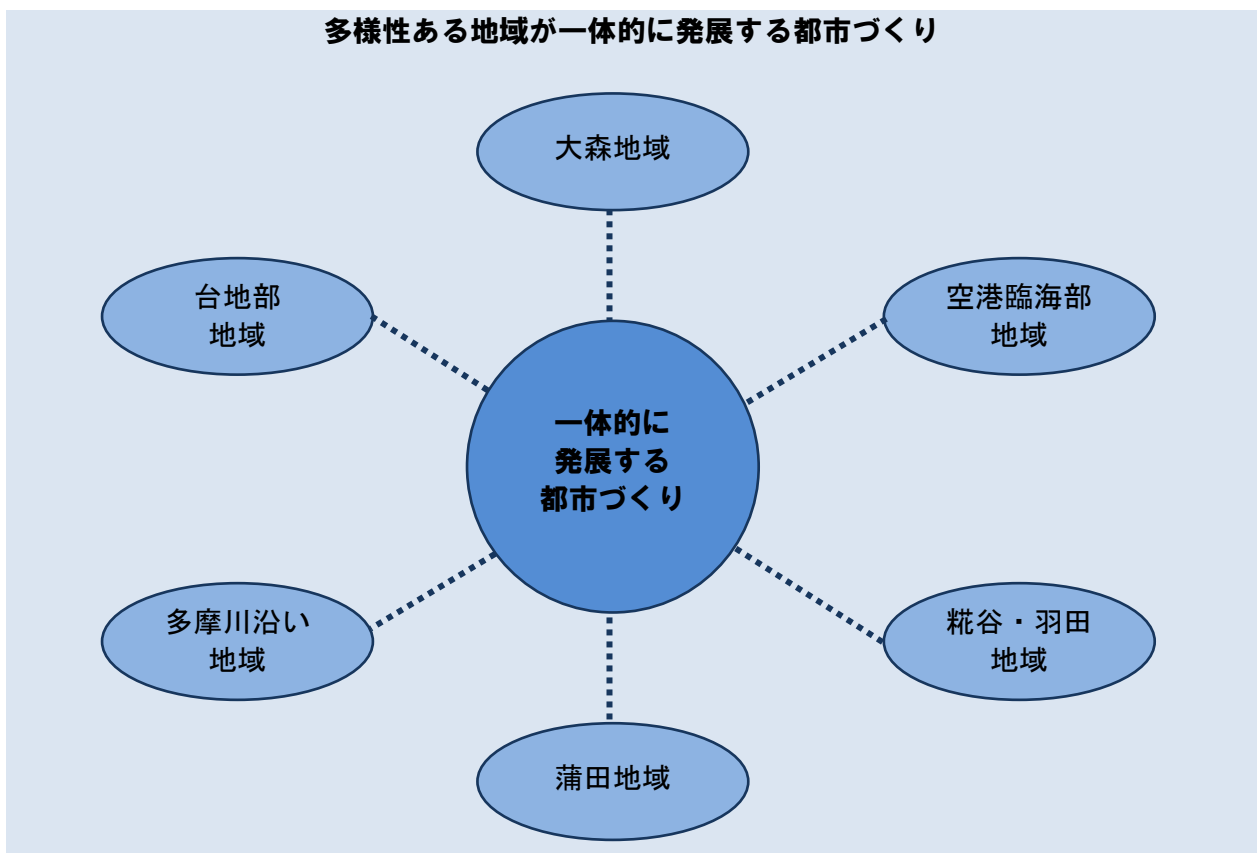 多様性ある地域が一体的に発展する都市づくり
大森地域
台地部
地域
空港臨海部
地域
一体的に
発展する
都市づくり
多摩川沿い
地域
糀谷・羽田
地域
蒲田地域